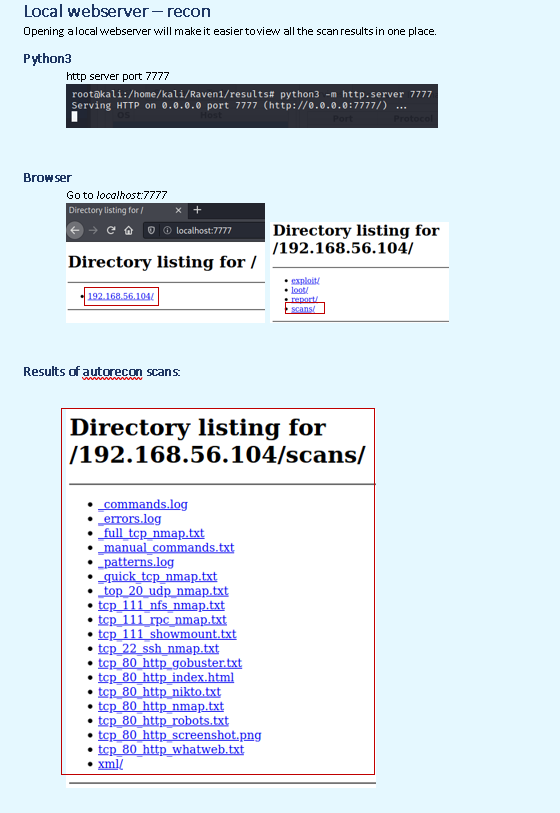 Local webserver – recon
Opening a local webserver will make it easier to view all the scan results in one place.
Python3
http server port 7777
root@kali:/home/kali/Raven1/results# python3 -m http.server 7777
Serving HTTP on 0.0.0.0 port 7777 (http://0.0.0.0:7777/) ...
OS Host Port Protocol
Browser
Go to localhost:7777
Directory listing for /
localhost:7777
Directory listing for /
192.168.56.104/
Directory listing for
/192.168.56.104/
exploit/
loot/
report/
scans/
Results of autorecon scans:
Directory listing for
/192.168.56.104/scans/
_commands.log
_errors.log
_full_tcp_nmap.txt
_manual_commands.txt
_patterns.log
_quick_tcp_nmap.txt
_top_20_udp_nmap.txt
tcp_111_nfs_nmap.txt
tcp_111_rpc_nmap.txt
tcp_111_showmount.txt
tcp_22_ssh_nmap.txt
tcp_80_http_gobuster.txt
tcp_80_http_index.html
tcp_80_http_nikto.txt
tcp_80_http_nmap.txt
tcp_80_http_robots.txt
tcp_80_http_screenshot.png
tcp_80_http_whatweb.txt
xml/